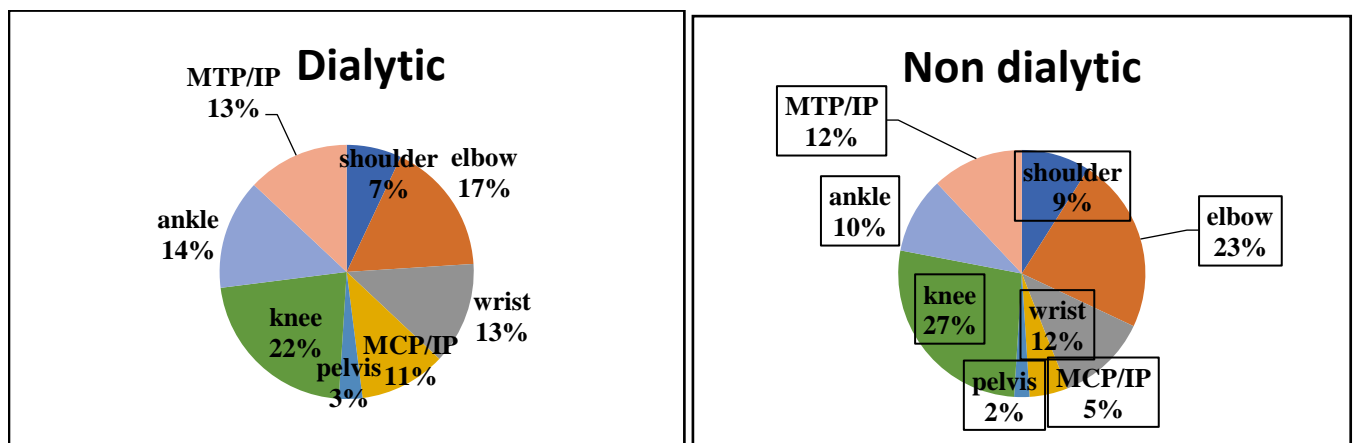 Dialytic
MTP/IP
13%
shoulder
7%
elbow
17%
ankle
14%
wrist
13%
knee
22%
MCP/IP
11%
pelvis
3%
Non dialytic
MTP/IP
12%
shoulder
9%
ankle
10%
elbow
23%
knee
27%
wrist
12%
pelvis
2%
MCP/IP
5%